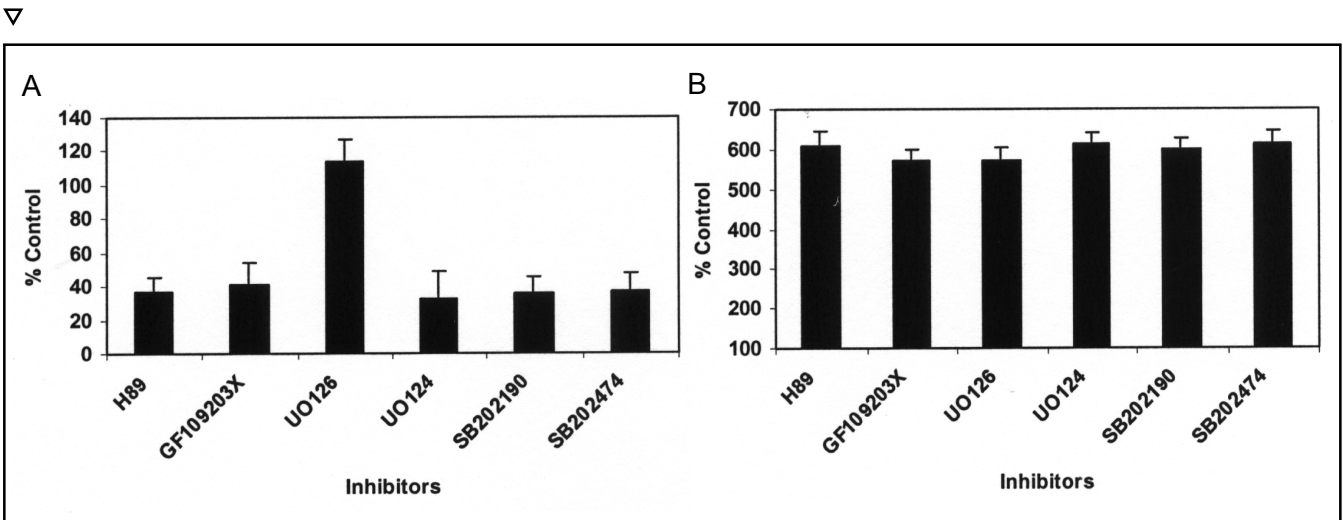 A
% Control
140
120
100
80
60
40
20
0
H89
GF109203X
UO126
UO124
SB202190
SB202474
Inhibitors
B
% Control
700
600
500
400
300
200
100
H89
GF109203X
UO126
UO124
SB202190
SB202474
Inhibitors